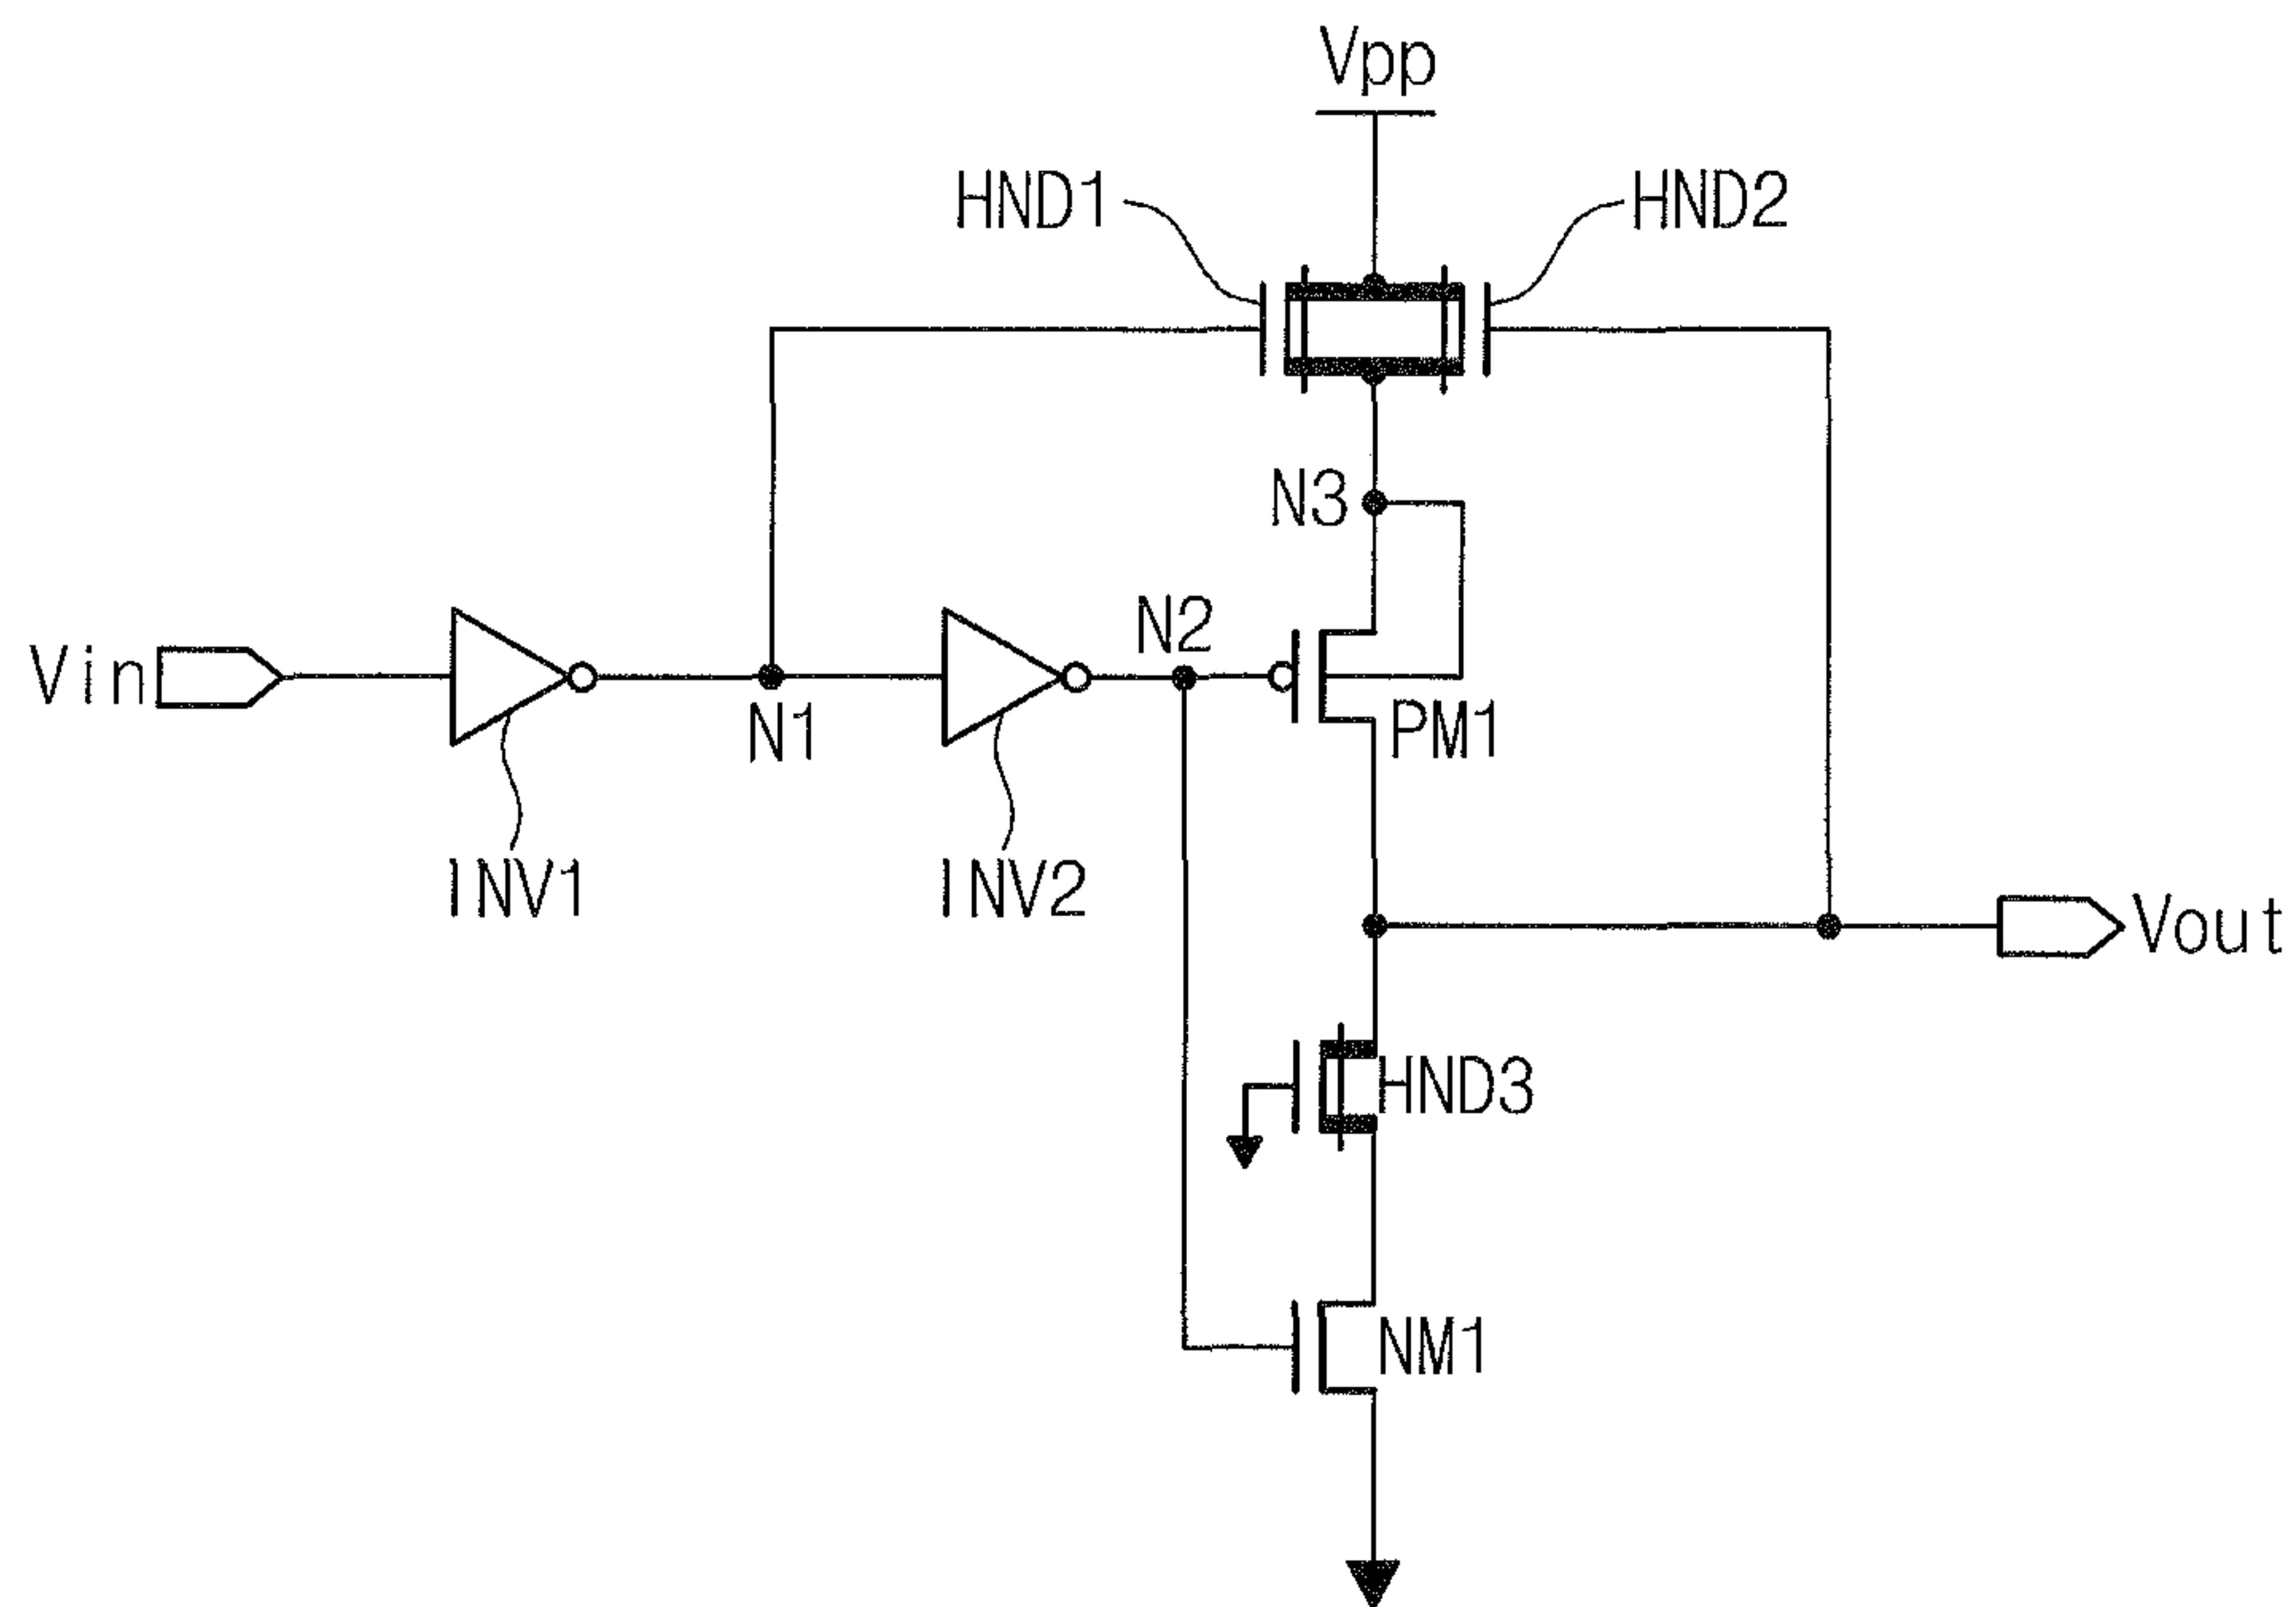 Vpp
HND1
HND2
N3
N2
Vin
N1
PM1
INV1
INV2
Vout
HND3
NM1